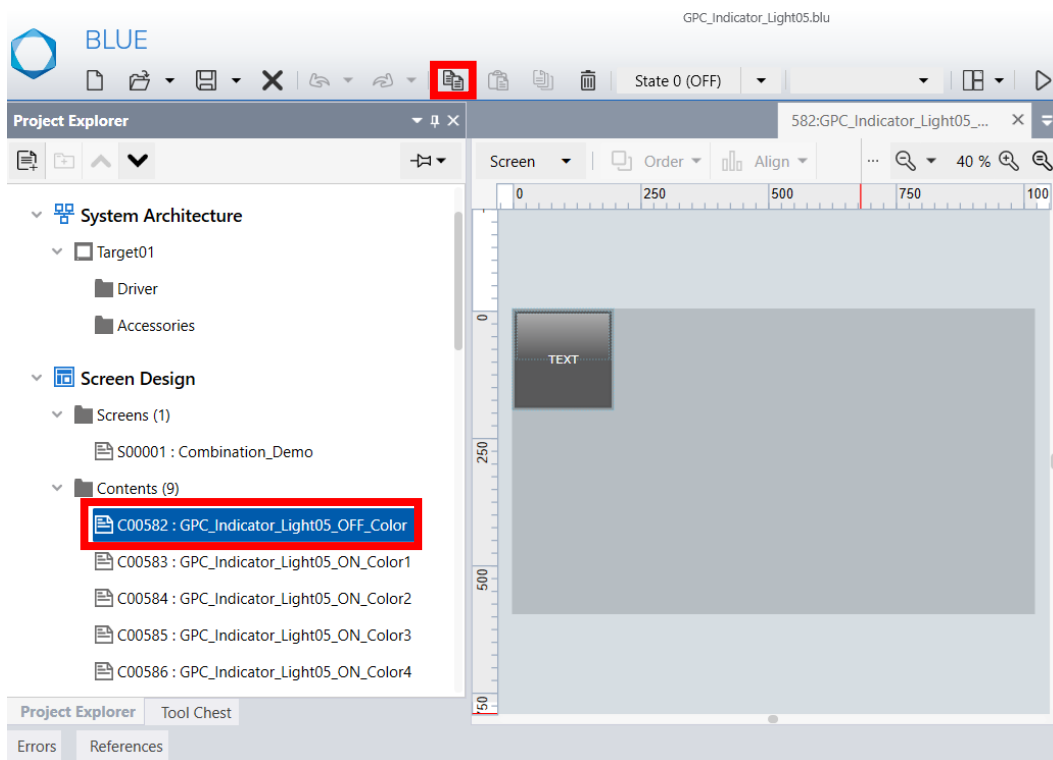 GPC_Indicator_Light05.blu
BLUE
State 0 (OFF)
Project Explorer
582:GPC_Indicator_Light05_...
Screen
Order
Align
...
40 %
0
250
500
750
100
System Architecture
Target01
Driver
Accessories
0
TEXT
Screen Design
Screens (1)
S00001 : Combination_Demo
250
Contents (9)
C00582 : GPC_Indicator_Light05_OFF_Color
C00583 : GPC_Indicator_Light05_ON_Color1
500
C00584 : GPC_Indicator_Light05_ON_Color2
C00585 : GPC_Indicator_Light05_ON_Color3
C00586 : GPC_Indicator_Light05_ON_Color4
Project Explorer
Tool Chest
Errors
References